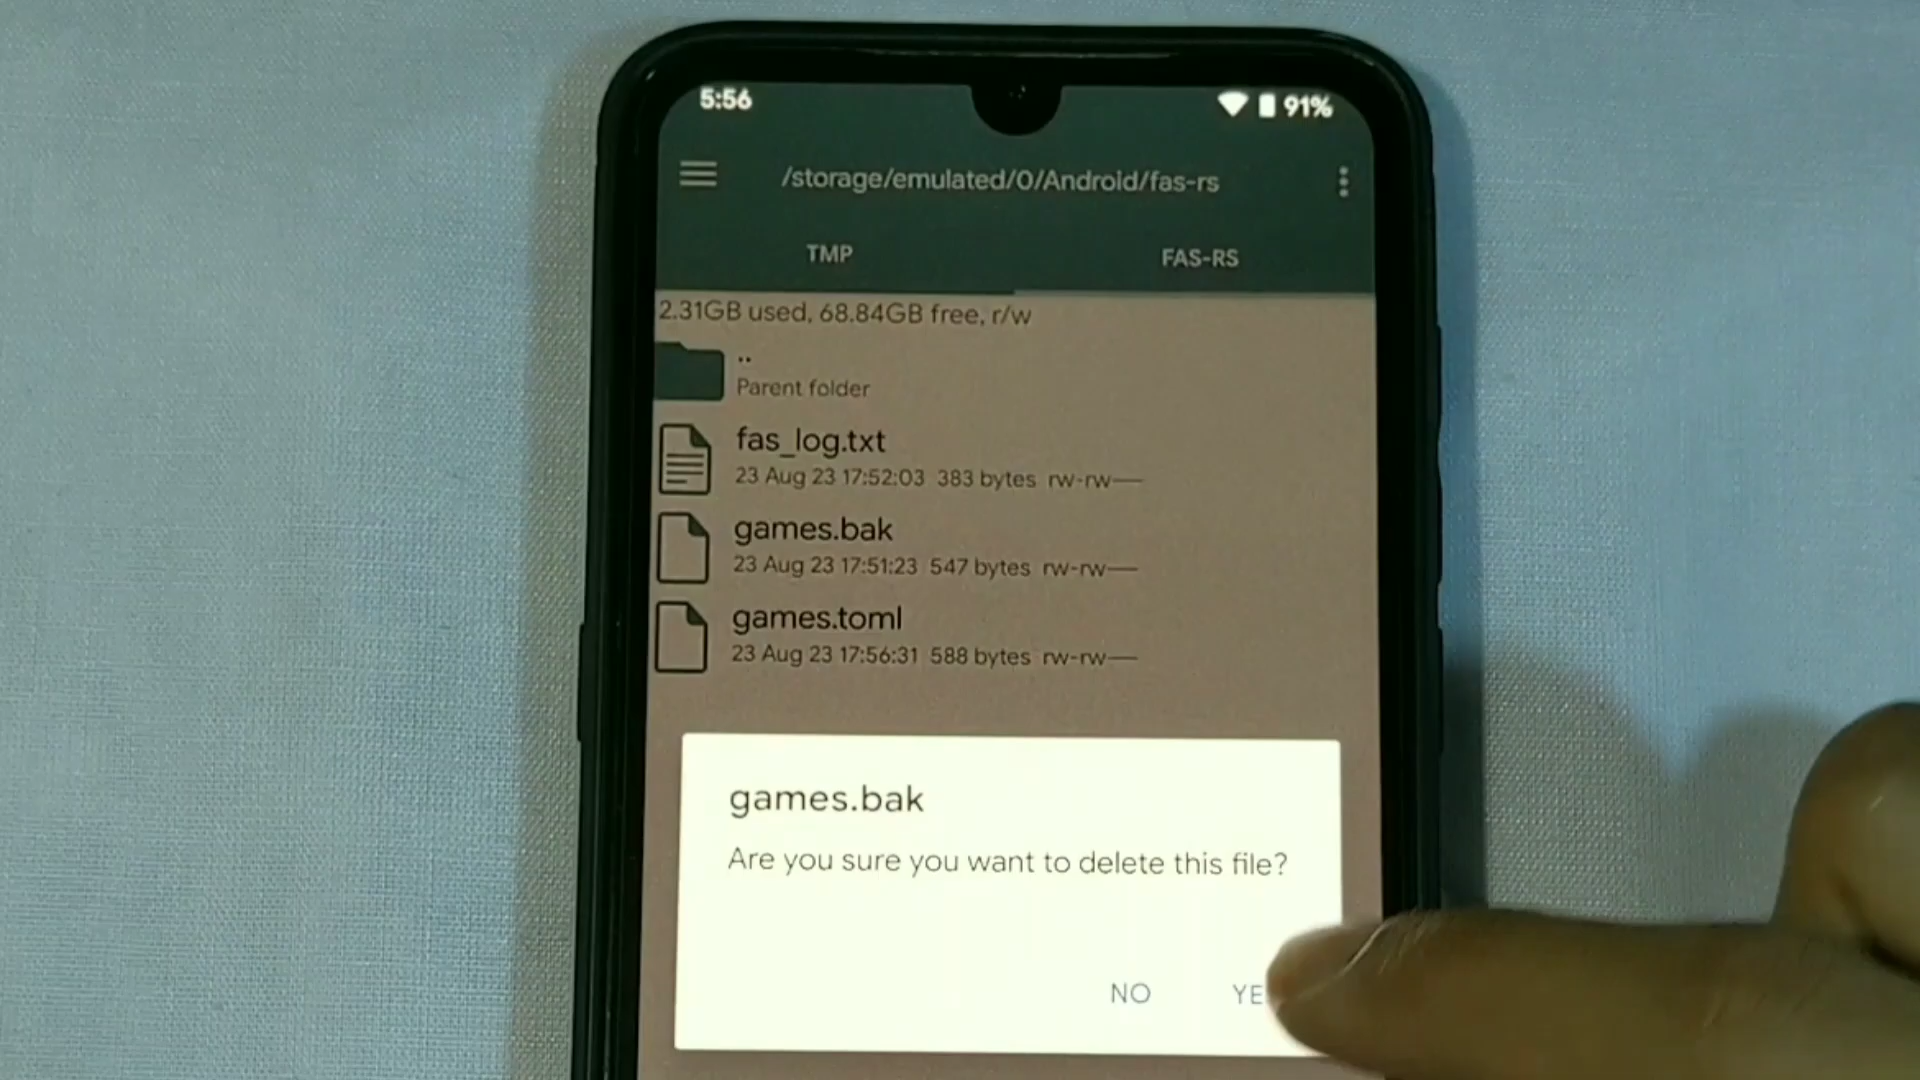 5:56
91%
/storage/emulated/0/Android/fas-rs
TMP
FAS-RS
2.31GB used, 68.84GB free, r/w
..
Parent folder
fas_log.txt
23 Aug 23 17:52:03 383 bytes rw-rw----
games.bak
23 Aug 23 17:51:23 547 bytes rw-rw----
games.toml
23 Aug 23 17:56:31 588 bytes rw-rw----
games.bak
Are you sure you want to delete this file?
NO
YE